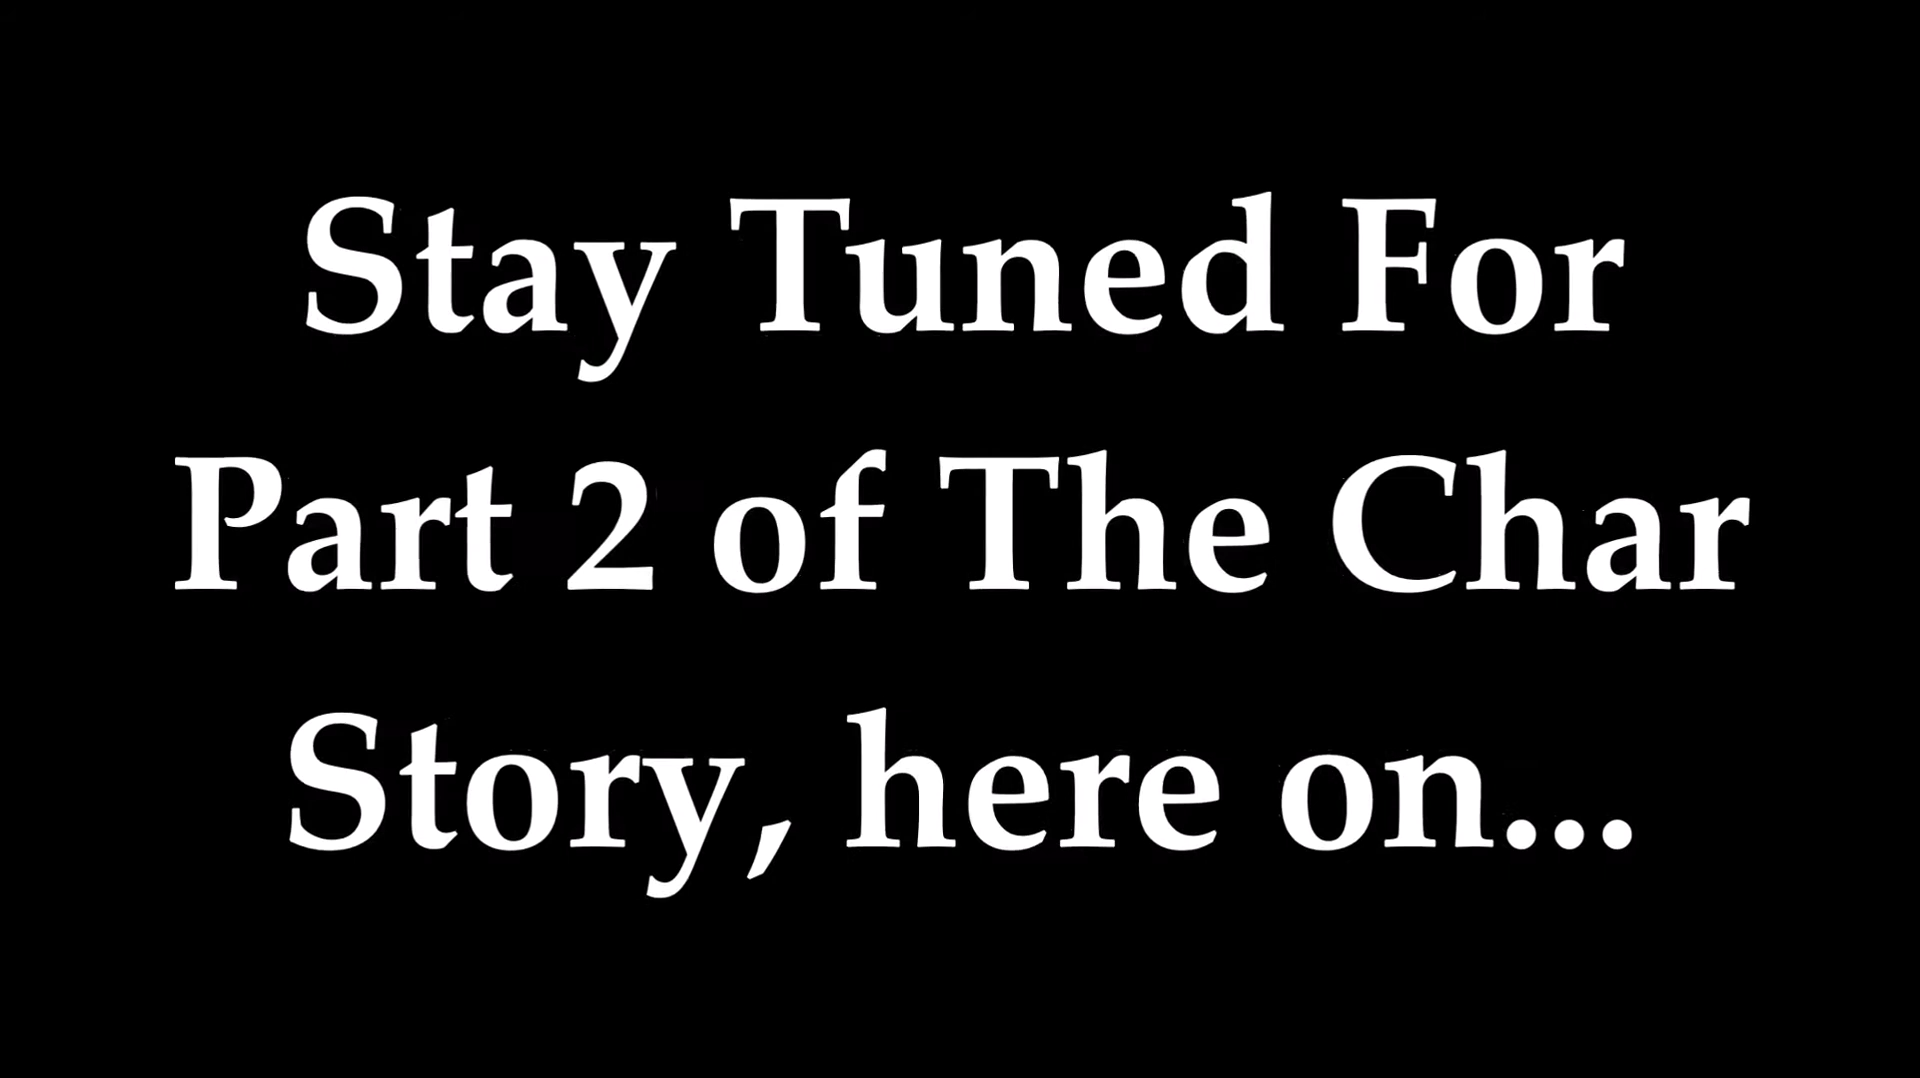 Stay Tuned For
Part 2 of The Char
Story, here on...